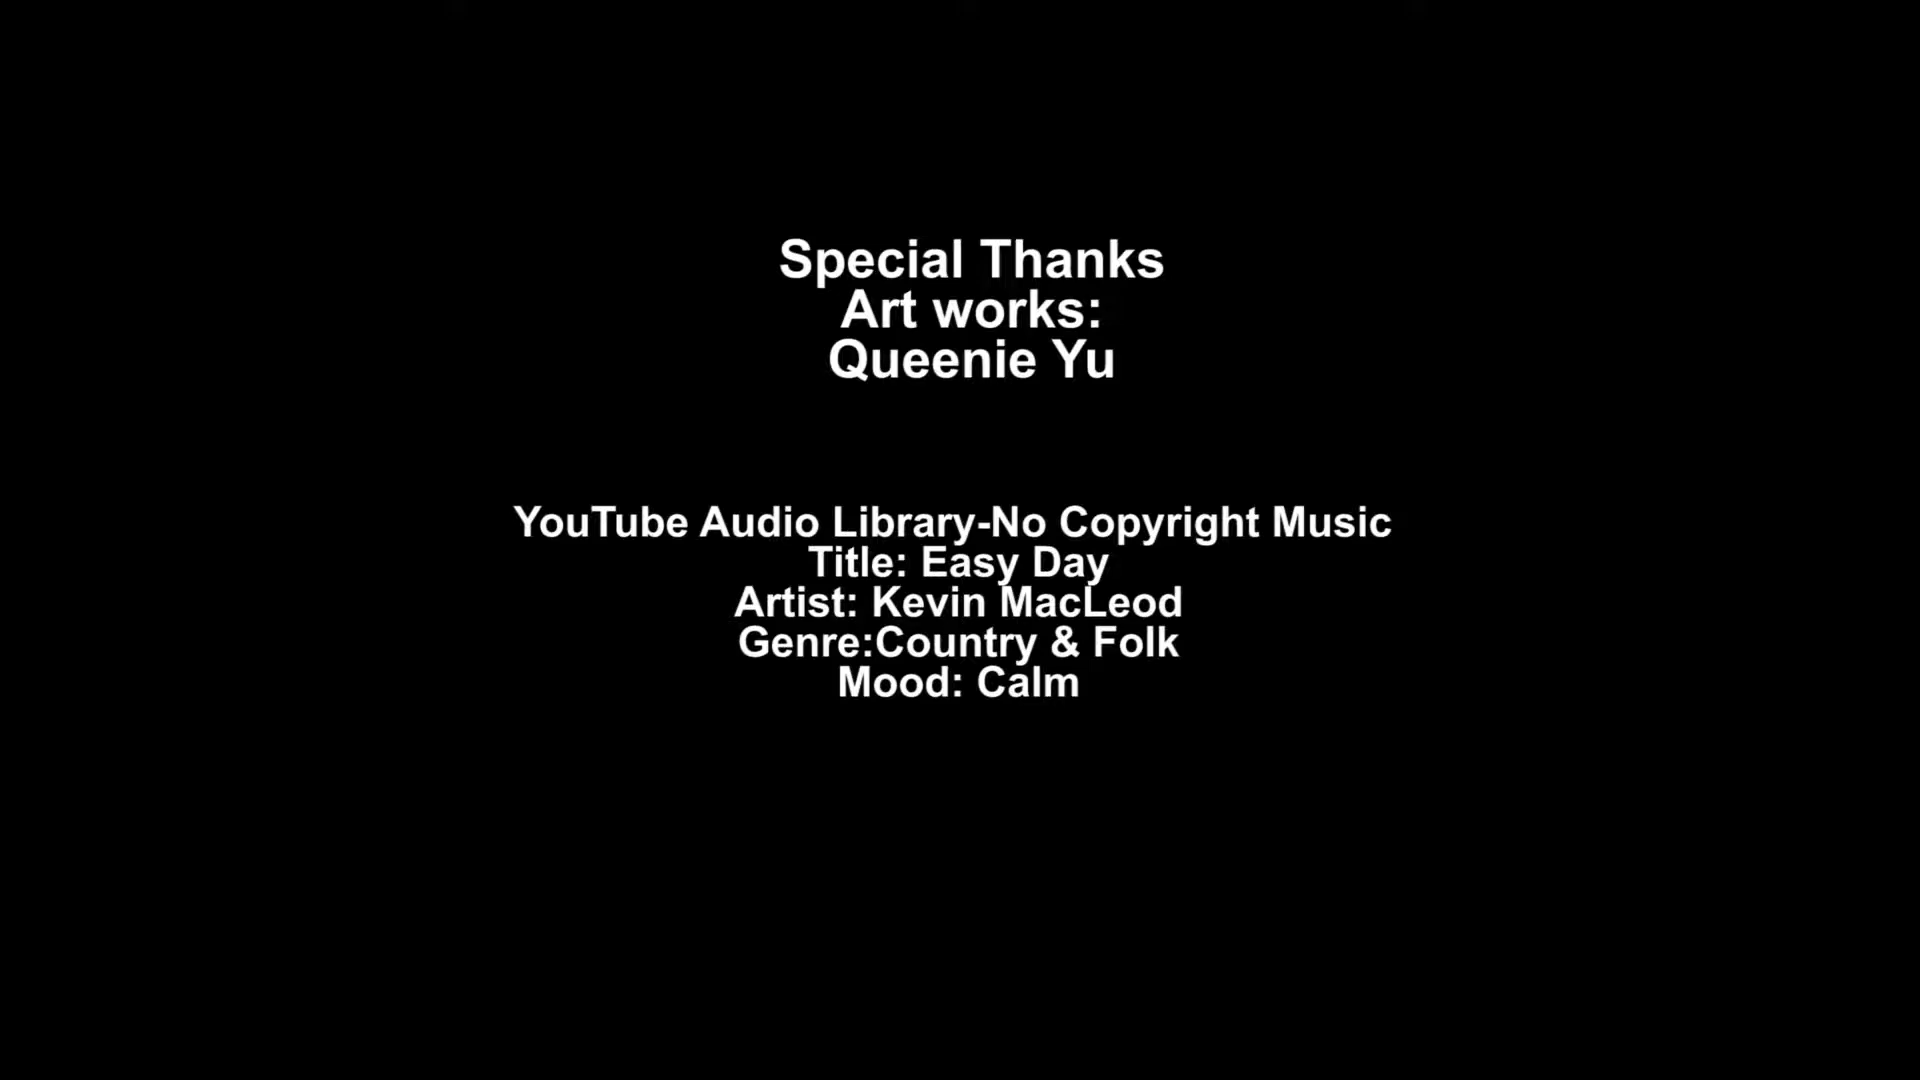 Special Thanks
Art works:
Queenie Yu
YouTube Audio Library-No Copyright Music
Title: Easy Day
Artist: Kevin MacLeod
Genre:Country & Folk
Mood: Calm